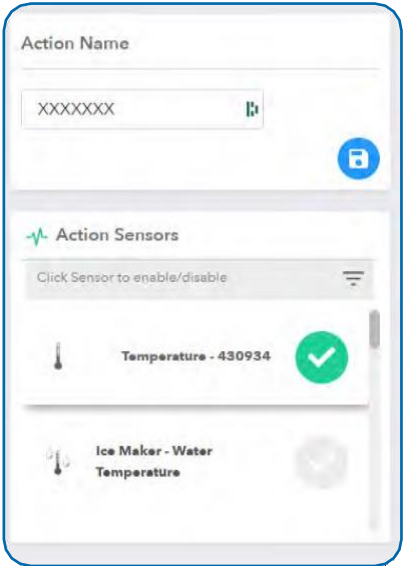 Action Name
XXXXXXX
Action Sensors
Click Sensor to enable/disable
Temperature - 430934
Ice Maker - Water
Temperature